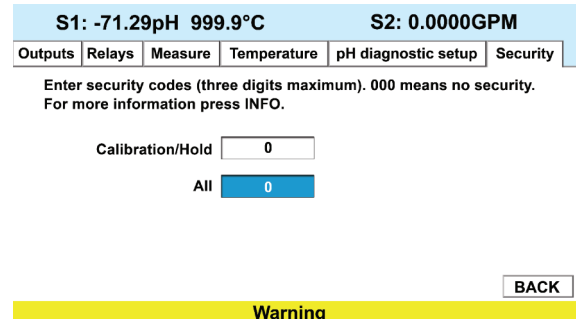 S1: -71.29pH 999.9°C S2: 0.0000GPM
Outputs Relays Measure Temperature pH diagnostic setup Security
Enter security codes (three digits maximum). 000 means no security.
For more information press INFO.
Calibration/Hold 0
All 0
BACK
Warning